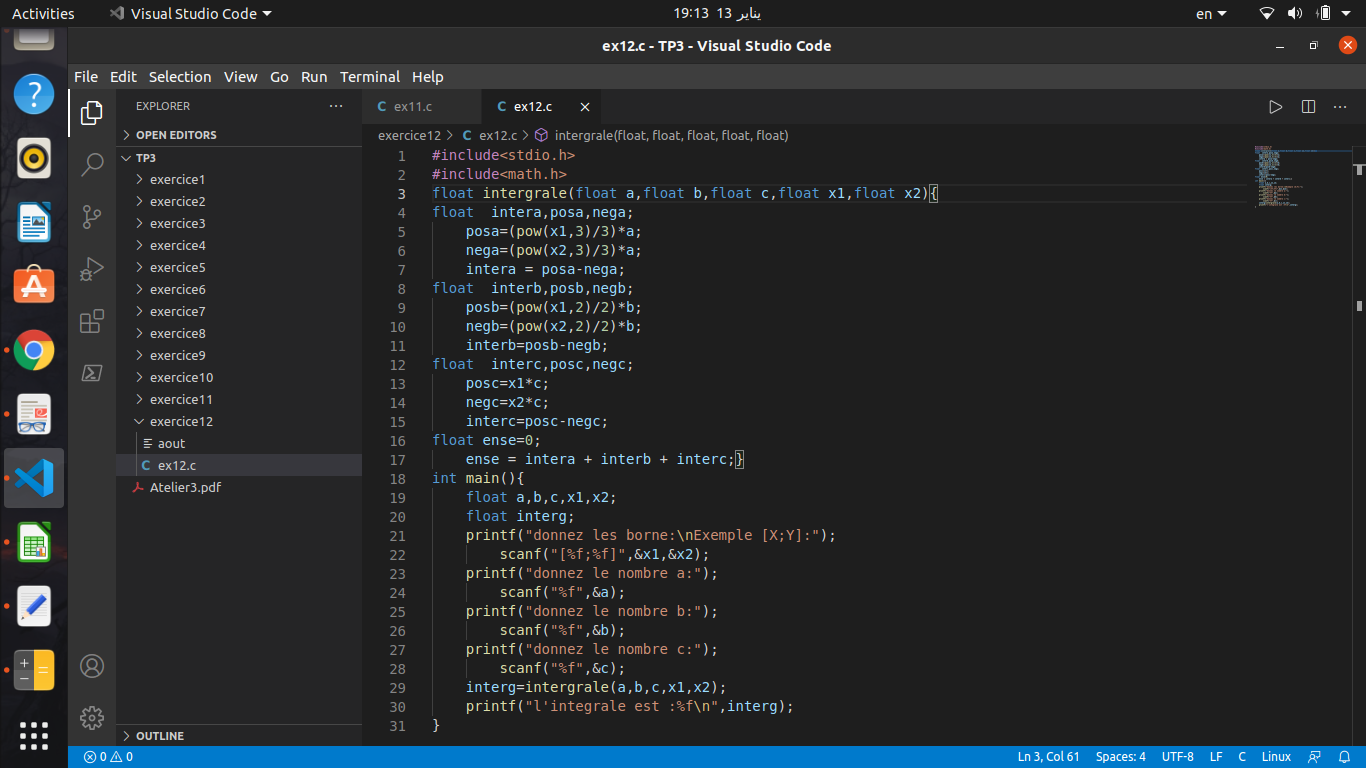 Activities
Visual Studio Code
19:13 13 يناير
en
ex12.c - TP3 - Visual Studio Code
File Edit Selection View Go Run Terminal Help
EXPLORER
OPEN EDITORS
TP3
exercice1
exercice2
exercice3
exercice4
exercice5
exercice6
exercice7
exercice8
exercice9
exercice10
exercice11
exercice12
aout
C ex12.c
Atelier3.pdf
OUTLINE
C ex11.c
C ex12.c
exercice12 > C ex12.c > intergrale(float, float, float, float, float)
1 #include<stdio.h>
2 #include<math.h>
3 float intergrale(float a,float b,float c,float x1,float x2){
4 float  intera,posa,nega;
5     posa=(pow(x1,3)/3)*a;
6     nega=(pow(x2,3)/3)*a;
7     intera = posa-nega;
8 float  interb,posb,negb;
9     posb=(pow(x1,2)/2)*b;
10     negb=(pow(x2,2)/2)*b;
11     interb=posb-negb;
12 float  interc,posc,negc;
13     posc=x1*c;
14     negc=x2*c;
15     interc=posc-negc;
16 float ense=0;
17     ense = intera + interb + interc;}
18 int main(){
19     float a,b,c,x1,x2;
20     float interg;
21     printf("donnez les borne:\nExemple [X;Y]:");
22         scanf("[%f;%f]",&x1,&x2);
23     printf("donnez le nombre a:");
24         scanf("%f",&a);
25     printf("donnez le nombre b:");
26         scanf("%f",&b);
27     printf("donnez le nombre c:");
28         scanf("%f",&c);
29     interg=intergrale(a,b,c,x1,x2);
30     printf("l'integrale est :%f\n",interg);
31 }
0 0
Ln 3, Col 61 Spaces: 4 UTF-8 LF C Linux